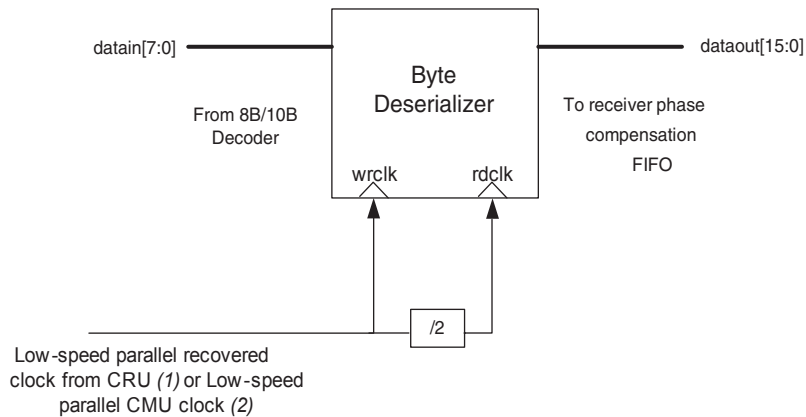 datain[7:0]
dataout[15:0]
Byte
Deserializer
From 8B/10B
Decoder
To receiver phase
compensation
FIFO
wrclk
rdclk
/2
Low-speed parallel recovered
clock from CRU (1) or Low-speed
parallel CMU clock (2)